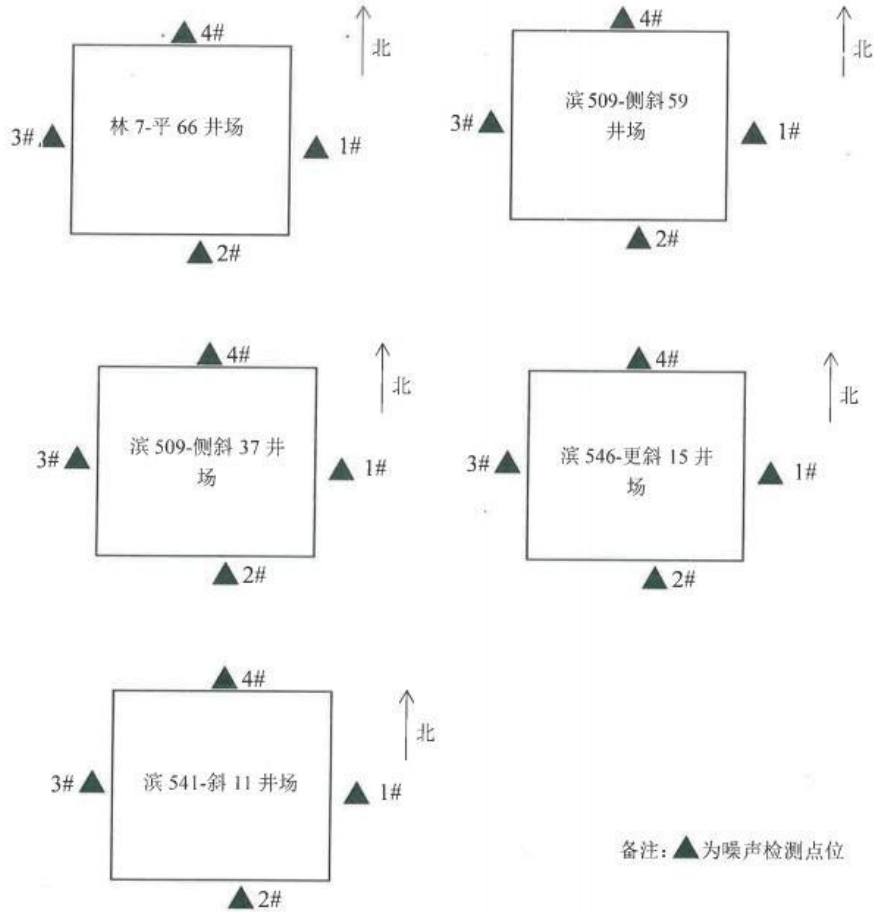 4#
北
林 7-平 66 井场
3#
1#
2#
4#
北
滨 509-侧斜 59
井场
3#
1#
2#
4#
北
滨 509-侧斜 37 井
场
3#
1#
2#
4#
北
滨 546-更斜 15 井
场
3#
1#
2#
4#
北
滨 541-斜 11 井场
3#
1#
2#
备注：▲为噪声检测点位